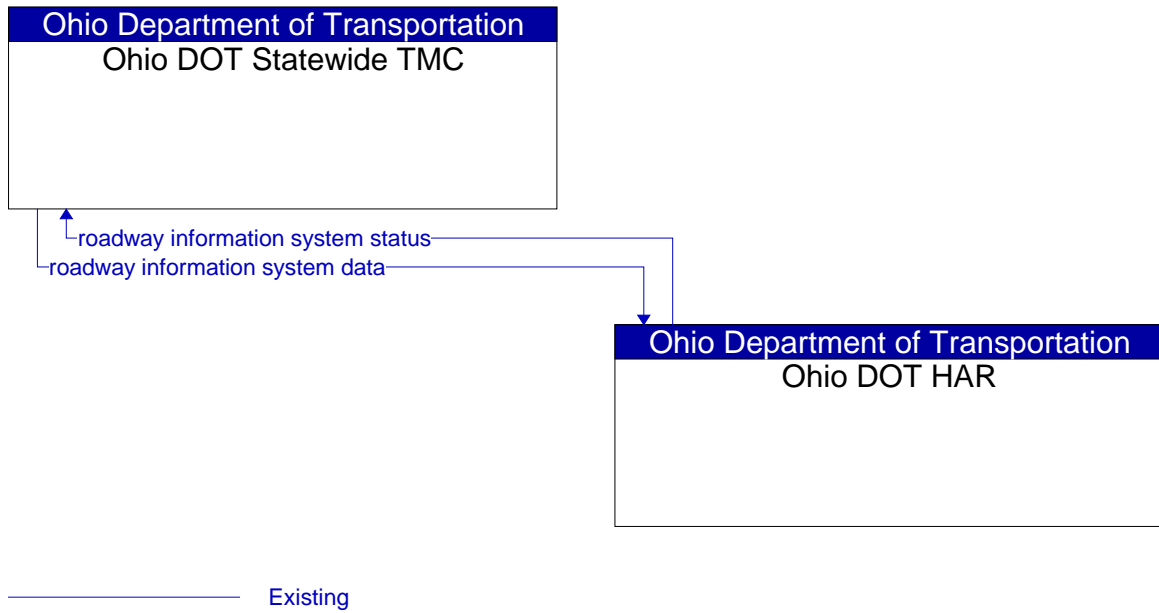 Ohio Department of Transportation
Ohio DOT Statewide TMC
roadway information system status
roadway information system data
Ohio Department of Transportation
Ohio DOT HAR
Existing